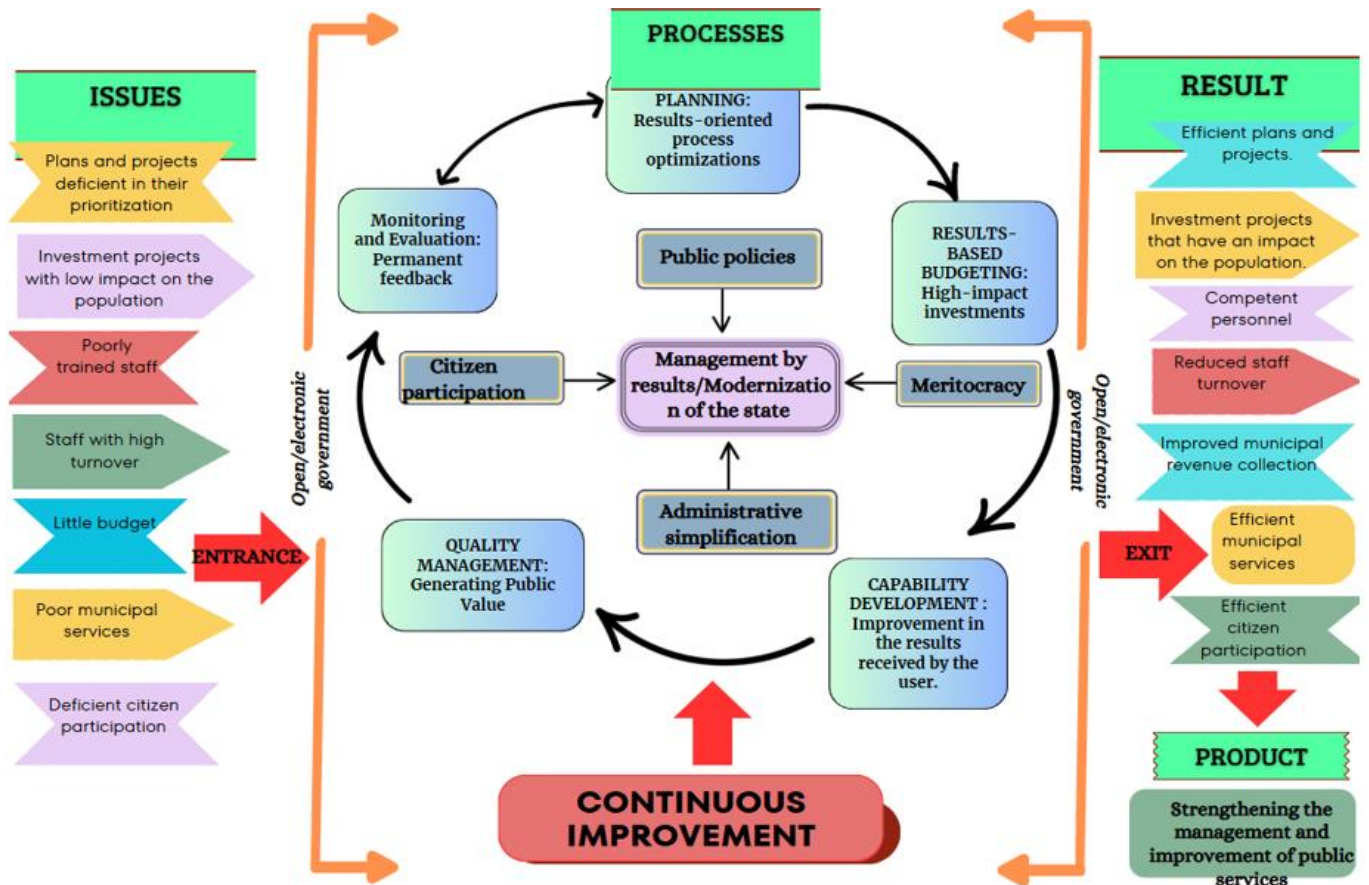 ISSUES
Plans and projects
deficient in their
prioritization
Investment projects
with low impact on the
population
Poorly
trained staff
Staff with high
turnover
Little budget
Poor municipal
services
Deficient citizen
participation
ENTRANCE
Open/electronic
government
PROCESSES
PLANNING:
Results-oriented
process
optimizations
Monitoring
and Evaluation:
Permanent
feedback
RESULTS-
BASED
BUDGETING:
High-impact
investments
Public policies
Citizen
participation
Management by
results/Modernizatio
n of the state
Meritocracy
Administrative
simplification
QUALITY
MANAGEMENT:
Generating Public
Value
CAPABILITY
DEVELOPMENT :
Improvement in
the results
received by the
user.
CONTINUOUS
IMPROVEMENT
Open/electronic
government
RESULT
Efficient plans and
projects.
Investment projects
that have an impact
on the population.
Competent
personnel
Reduced staff
turnover
Improved municipal
revenue collection
EXIT
Efficient
municipal
services
Efficient
citizen
participation
PRODUCT
Strengthening the
management and
improvement of public
services